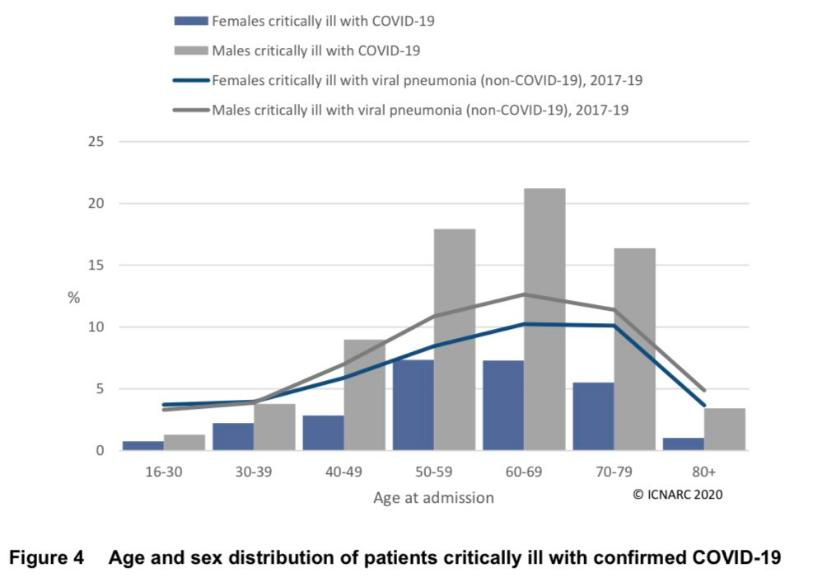 Females critically ill with COVID-19
Males critically ill with COVID-19
Females critically ill with viral pneumonia (non-COVID-19), 2017-19
Males critically ill with viral pneumonia (non-COVID-19), 2017-19
25
20
15
%
10
5
0
16-30 30-39 40-49 50-59 60-69 70-79 80+
Age at admission
© ICNARC 2020
Figure 4 Age and sex distribution of patients critically ill with confirmed COVID-19